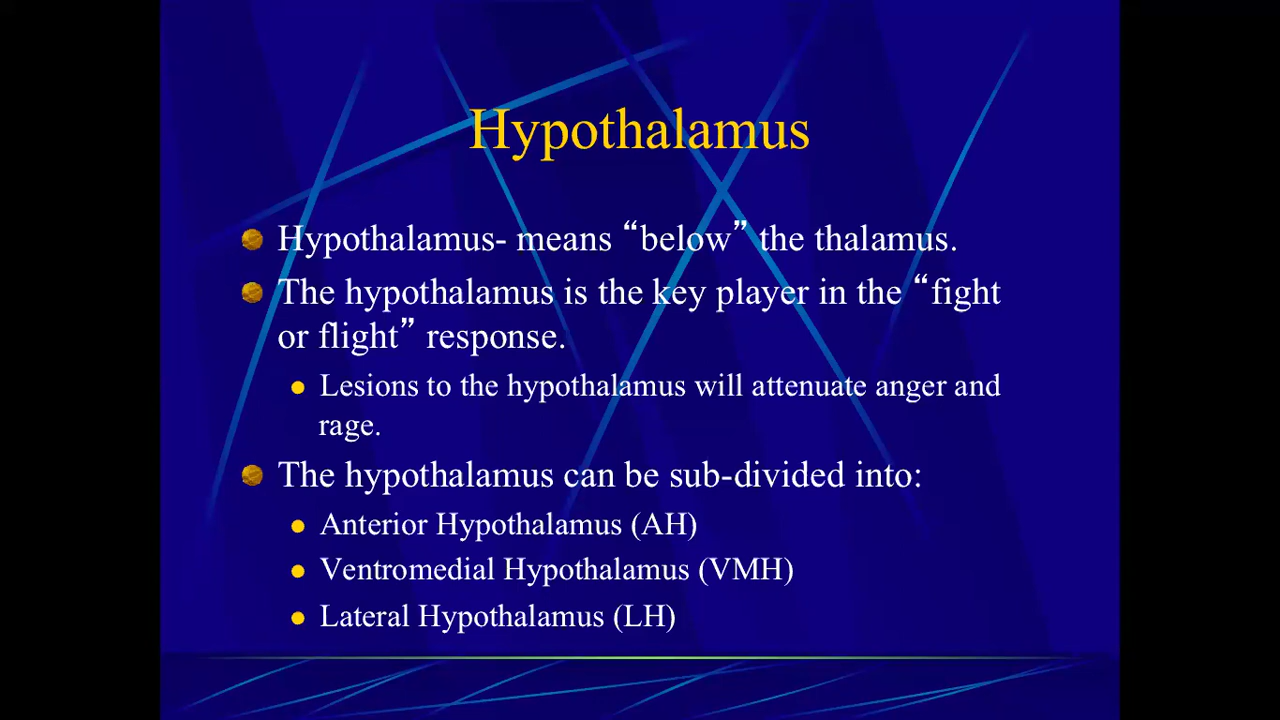 Hypothalamus
Hypothalamus- means “below” the thalamus.
The hypothalamus is the key player in the “fight
or flight” response.
Lesions to the hypothalamus will attenuate anger and
rage.
The hypothalamus can be sub-divided into:
Anterior Hypothalamus (AH)
Ventromedial Hypothalamus (VMH)
Lateral Hypothalamus (LH)